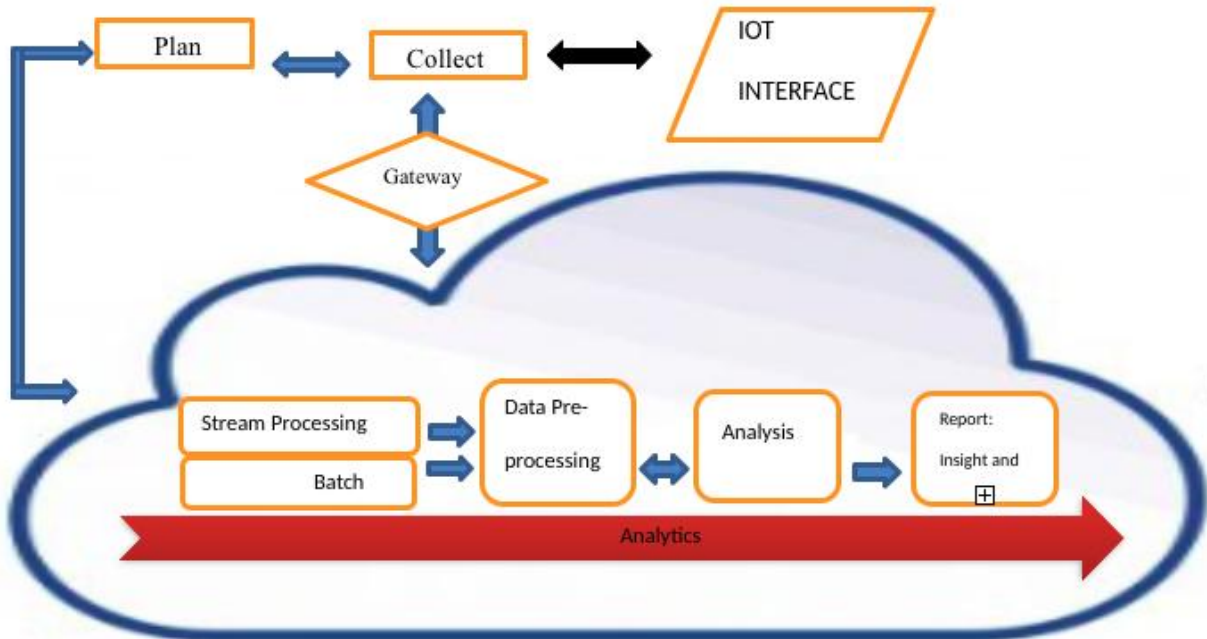 Plan
Collect
IOT
INTERFACE
Gateway
Stream Processing
Batch
Data Pre-
processing
Analysis
Report:
Insight and
Analytics